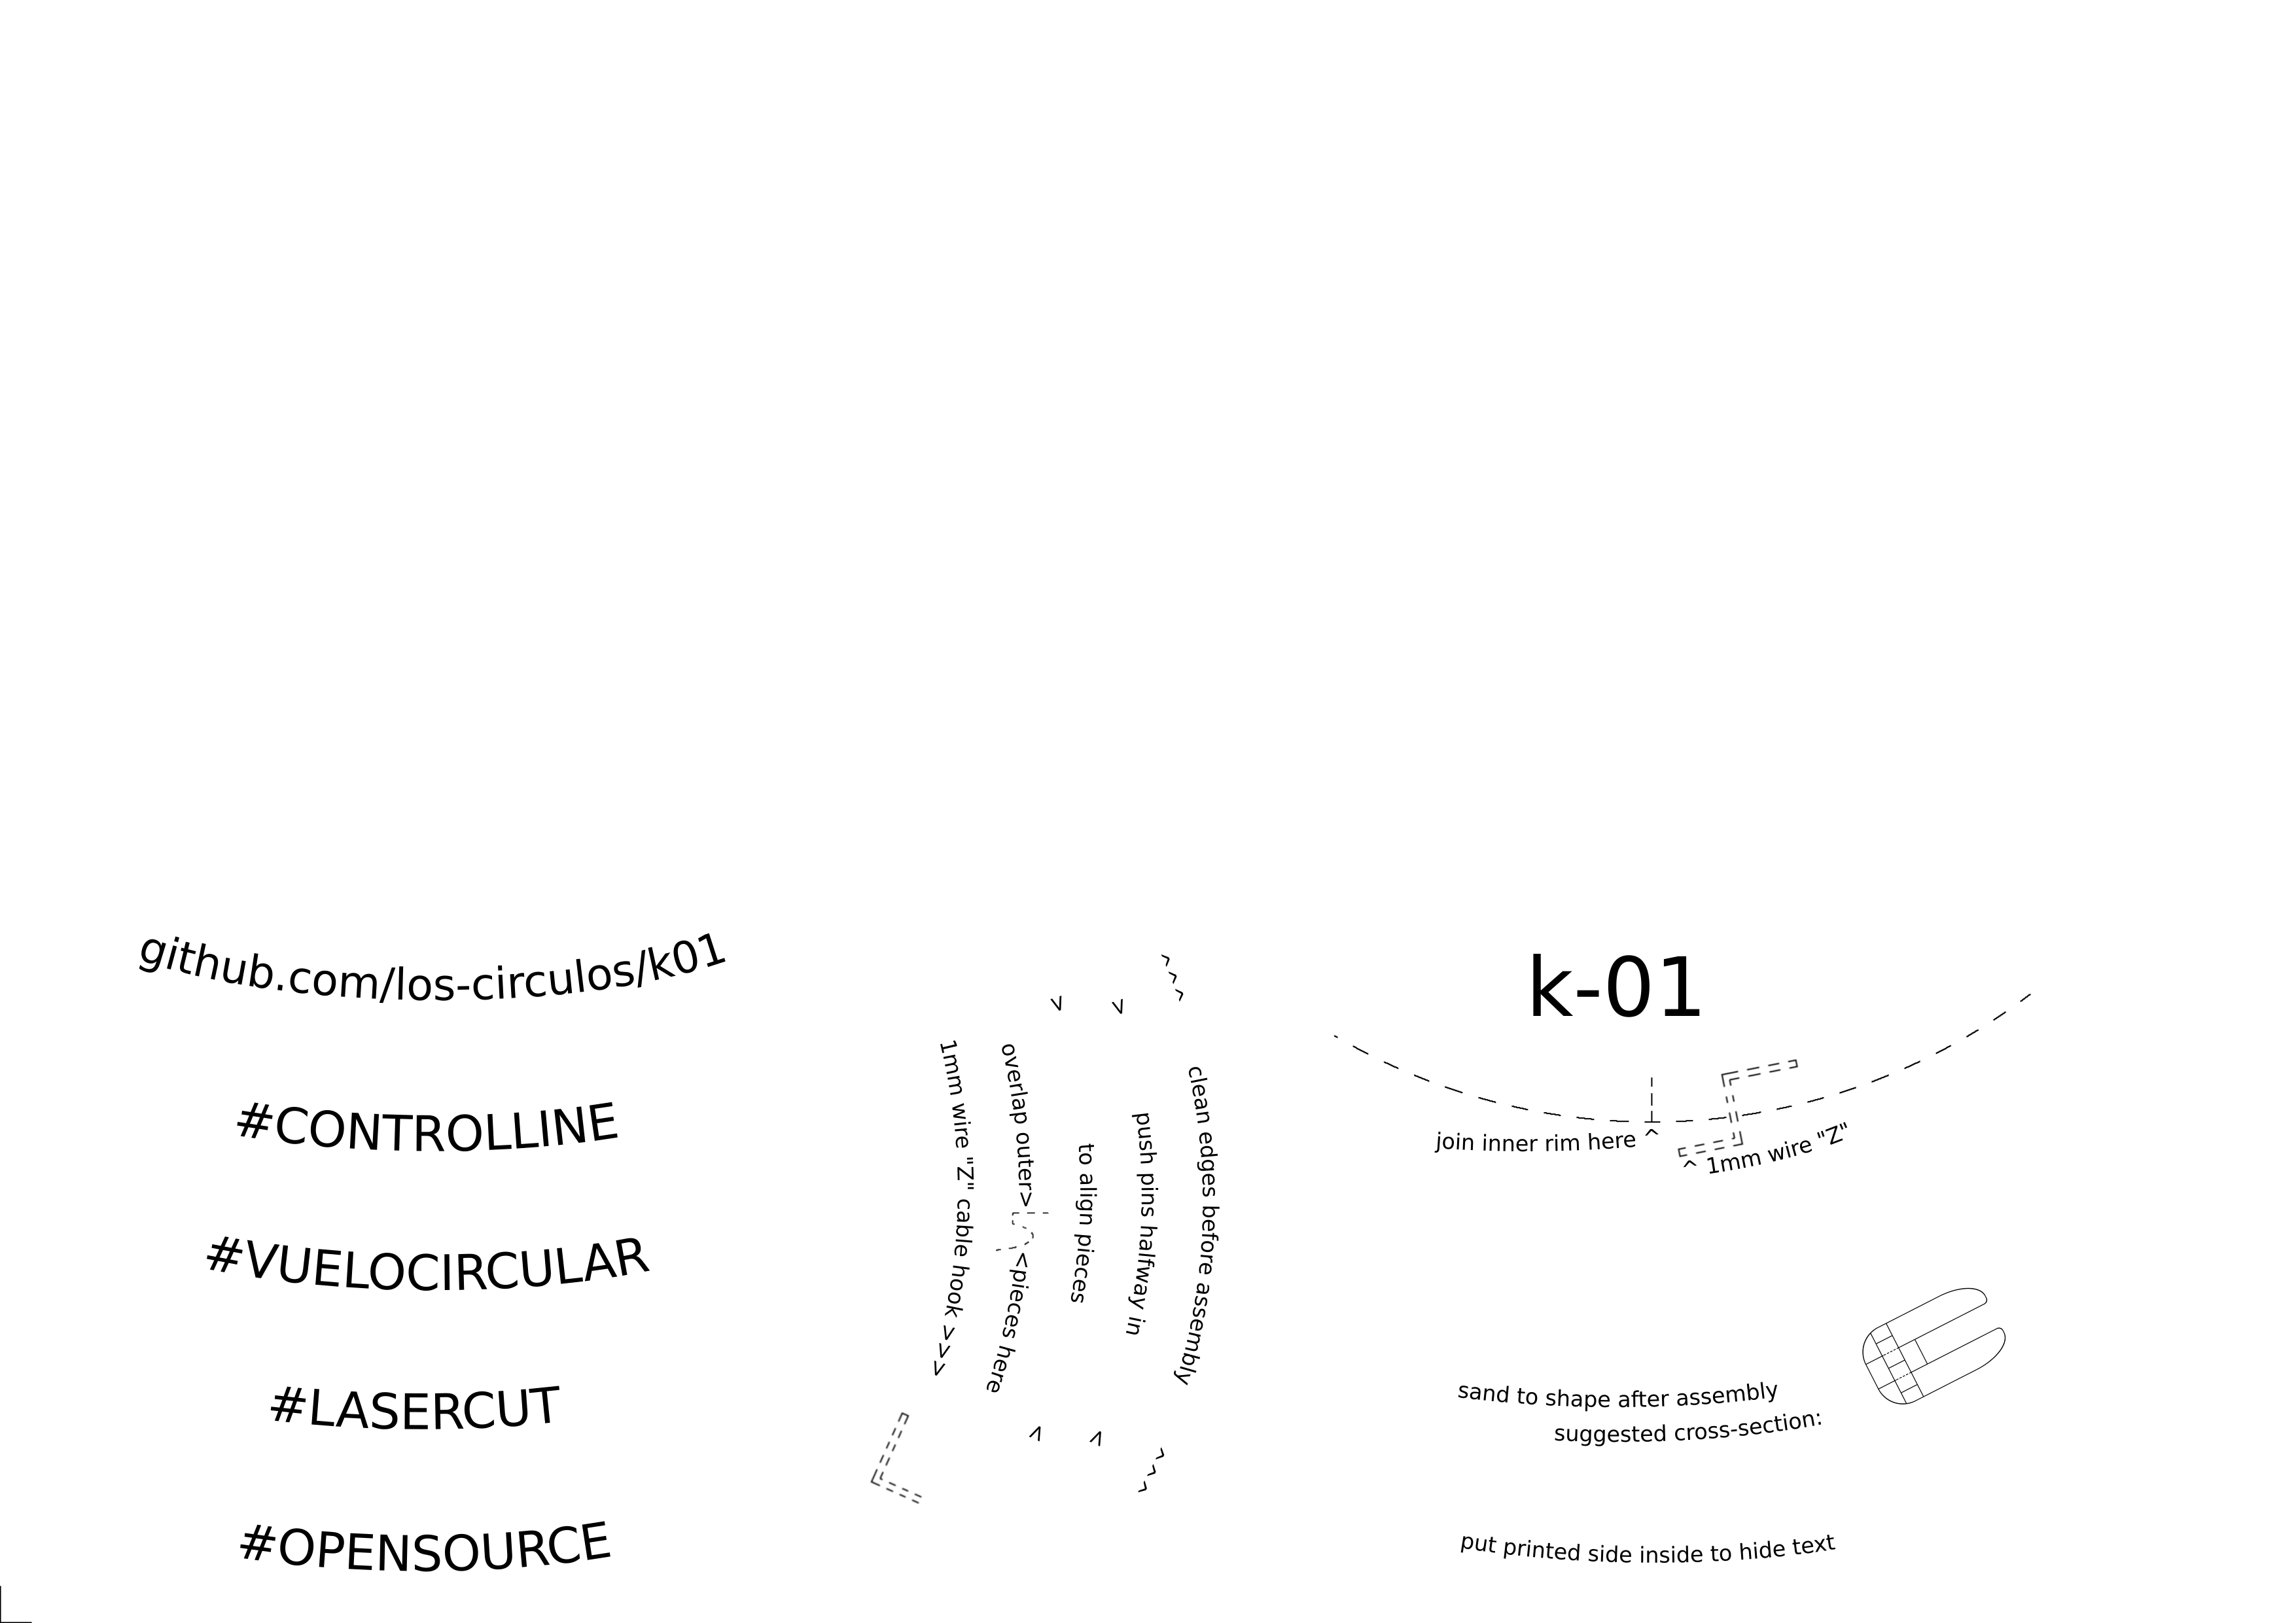 github.com/los-circulos/k01
#CONTROLLINE
#VUELOCIRCULAR
#LASERCUT
#OPENSOURCE
1mm wire "Z" cable hook >>>
overlap outer>
<pieces here
to align pieces
push pins halfway in
clean edges before assembly
k-01
join inner rim here ^
^ 1mm wire "Z"
sand to shape after assembly
suggested cross-section:
put printed side inside to hide text